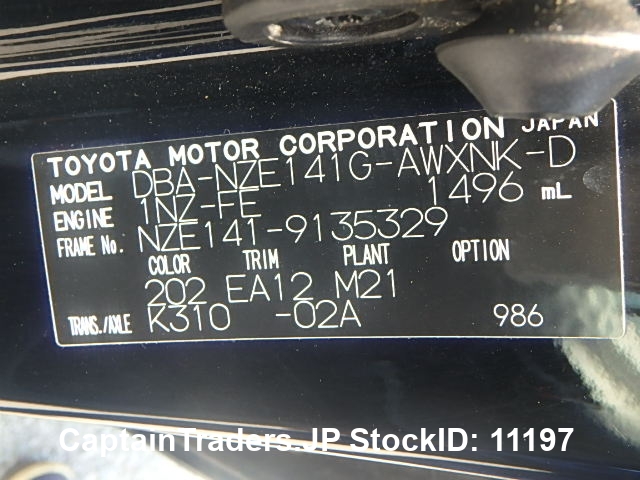 TOYOTA MOTOR CORPORATION JAPAN
MODEL DBA-NZE141G-AWXNK-D
ENGINE 1NZ-FE 1496 mL
FRAME No. NZE141-9135329
COLOR TRIM PLANT OPTION
202 EA12 M21
TRANS./AXLE K310 -02A 986
CaptainTraders.JP StockID: 11197